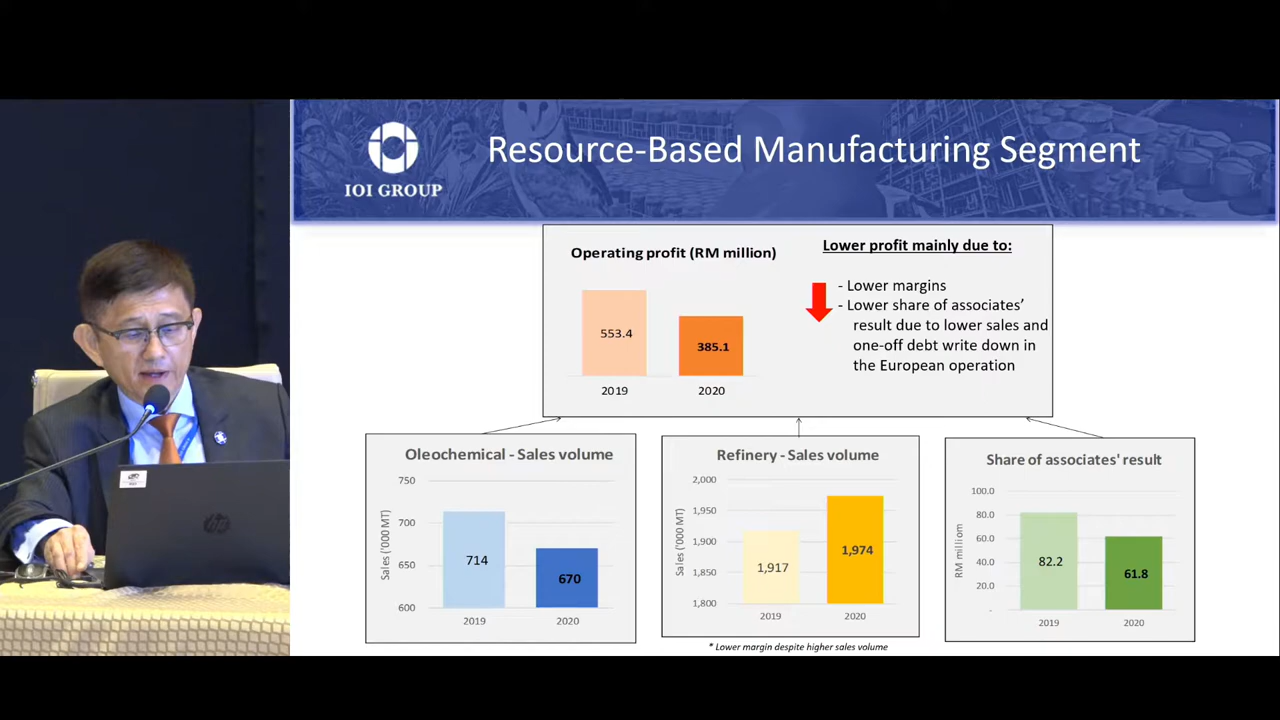 IOI GROUP
Resource-Based Manufacturing Segment
Operating profit (RM million)
553.4
385.1
2019
2020
Lower profit mainly due to:
- Lower margins
- Lower share of associates’
result due to lower sales and
one-off debt write down in
the European operation
Oleochemical - Sales volume
Sales ('000 MT)
750
700
650
600
714
670
2019
2020
Refinery - Sales volume
Sales ('000 MT)
2,000
1,950
1,900
1,850
1,800
1,917
1,974
2019
2020
* Lower margin despite higher sales volume
Share of associates' result
RM milliom
100.0
80.0
60.0
40.0
20.0
-
82.2
61.8
2019
2020
hp